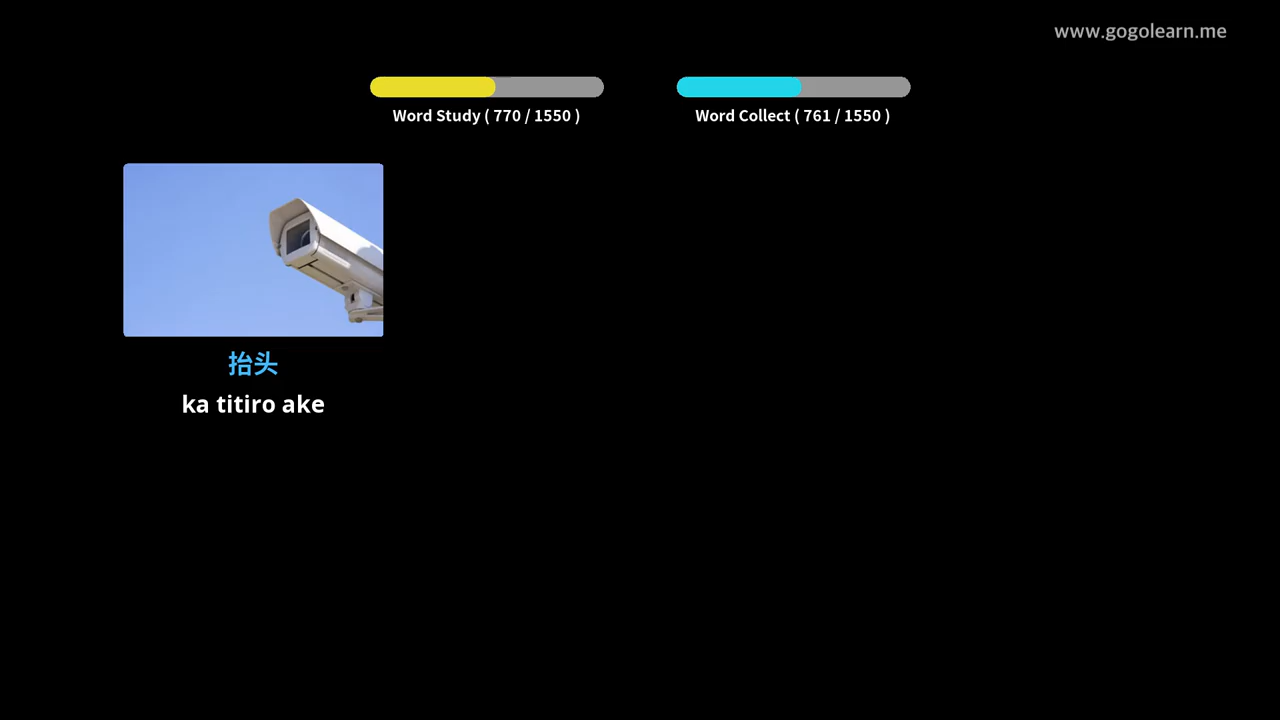 www.gogolearn.me
Word Study ( 770 / 1550 )
Word Collect ( 761 / 1550 )
抬头
ka titiro ake